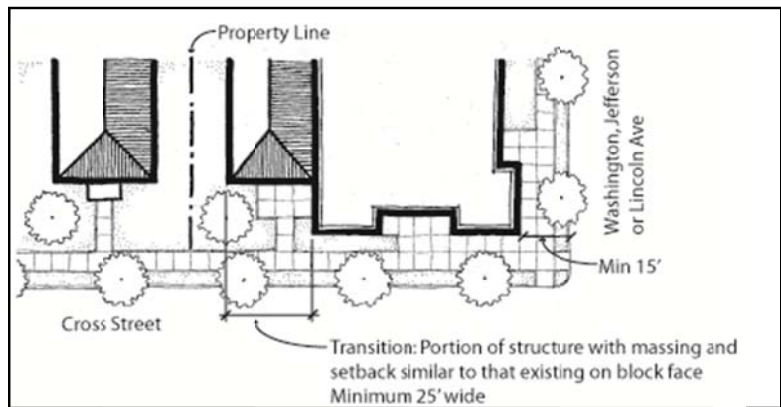 Property Line
Washington, Jefferson
or Lincoln Ave
Min 15'
Cross Street
Transition: Portion of structure with massing and
setback similar to that existing on block face
Minimum 25' wide